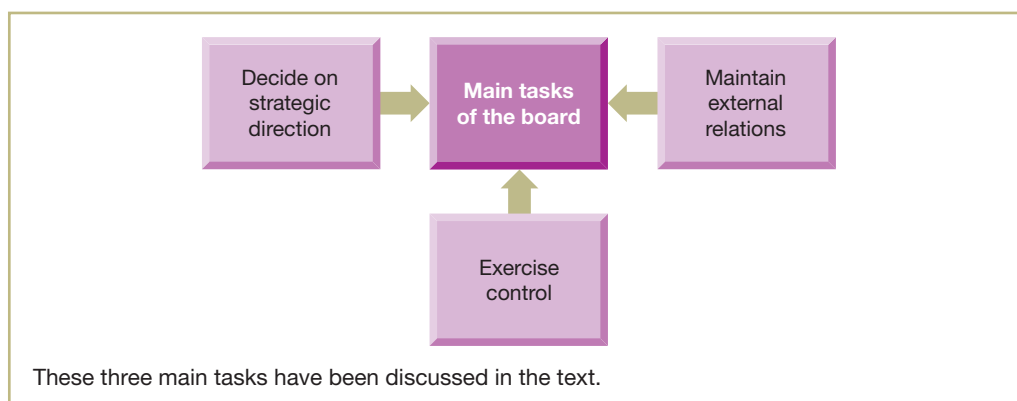 Decide on
strategic
direction
Main tasks
of the board
Maintain
external
relations
Exercise
control
These three main tasks have been discussed in the text.